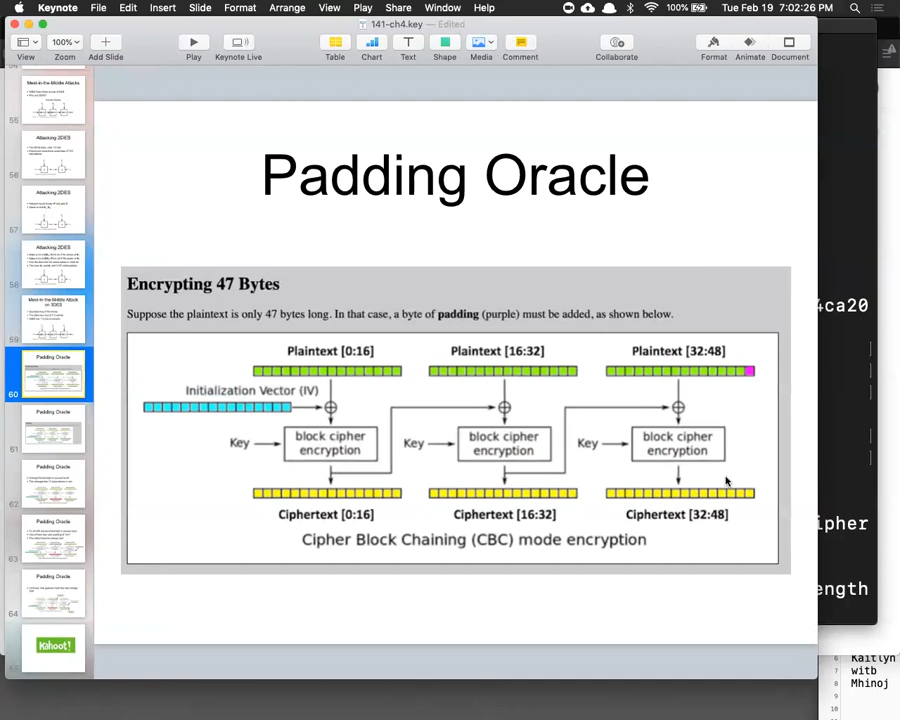 Keynote File Edit Insert Slide Format Arrange View Play Share Window Help 100% Tue Feb 19 7:02:26 PM
141-ch4.key — Edited
100%
View Zoom Add Slide Play Keynote Live Table Chart Text Shape Media Comment Collaborate Format Animate Document
Meet-in-the-Middle Attacks
55
Attacking 2DES
56
Attacking 2DES
57
Attacking 2DES
58
Meet-in-the-Middle Attack
on 3DES
59
Padding Oracle
60
Padding Oracle
61
Padding Oracle
62
Padding Oracle
63
Padding Oracle
64
Kahoot!
Padding Oracle
Encrypting 47 Bytes
Suppose the plaintext is only 47 bytes long. In that case, a byte of padding (purple) must be added, as shown below.
Plaintext [0:16] Plaintext [16:32] Plaintext [32:48]
Initialization Vector (IV)
Key block cipher encryption Key block cipher encryption Key block cipher encryption
Ciphertext [0:16] Ciphertext [16:32] Ciphertext [32:48]
Cipher Block Chaining (CBC) mode encryption
4ca20
ipher
ength
6 Kaitlyn
7 witb
8 Mhinoj
9
10